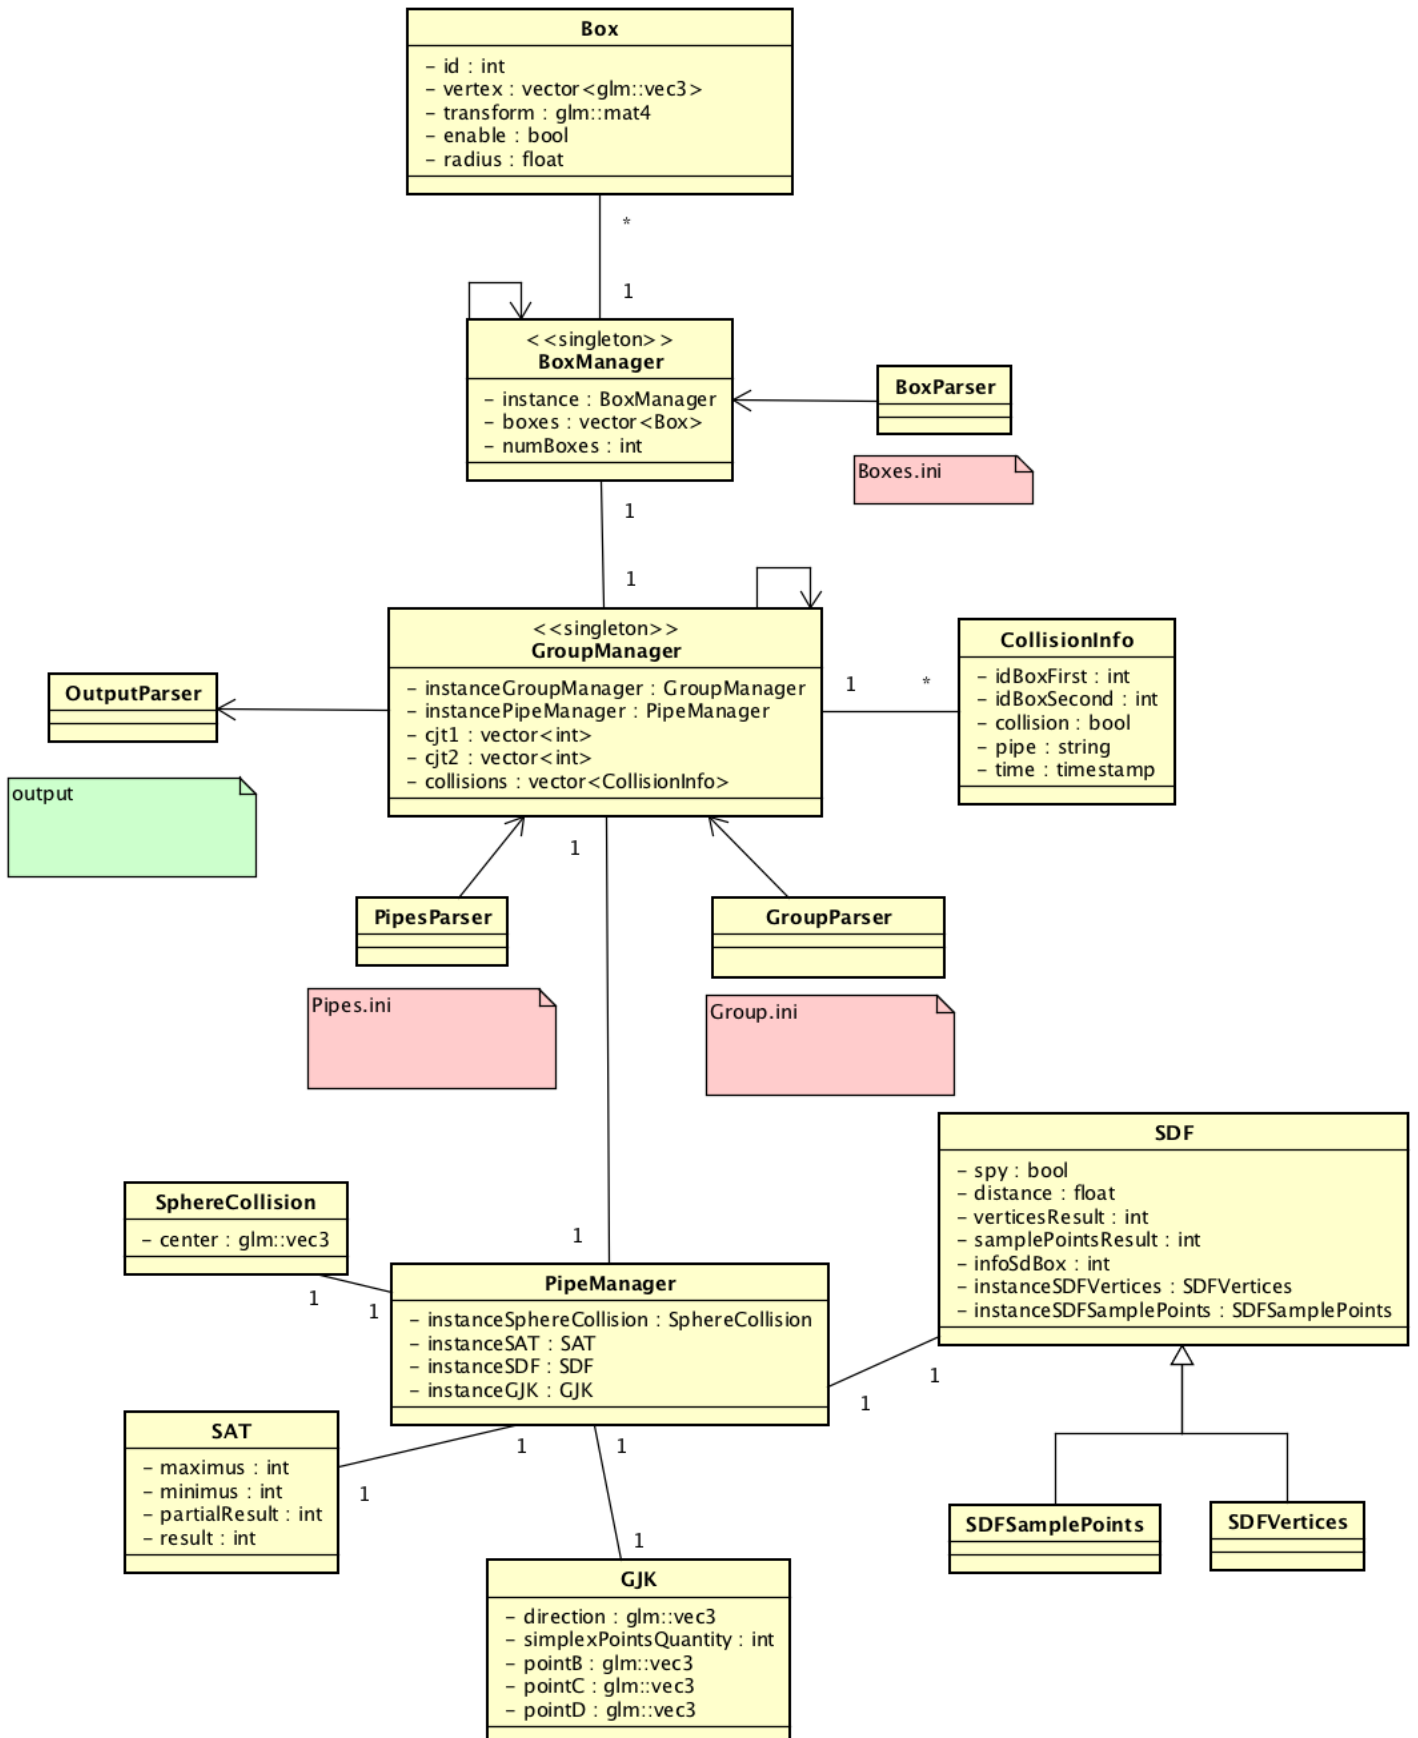 Box
– id : int
– vertex : vector<glm::vec3>
– transform : glm::mat4
– enable : bool
– radius : float
*
1
<<singleton>>
BoxManager
– instance : BoxManager
– boxes : vector<Box>
– numBoxes : int
BoxParser
Boxes.ini
1
1
<<singleton>>
GroupManager
– instanceGroupManager : GroupManager
– instancePipeManager : PipeManager
– cjt1 : vector<int>
– cjt2 : vector<int>
– collisions : vector<CollisionInfo>
1
*
CollisionInfo
– idBoxFirst : int
– idBoxSecond : int
– collision : bool
– pipe : string
– time : timestamp
OutputParser
output
1
PipesParser
Pipes.ini
GroupParser
Group.ini
SDF
– spy : bool
– distance : float
– verticesResult : int
– samplePointsResult : int
– infoSdBox : int
– instanceSDFVertices : SDFVertices
– instanceSDFSamplePoints : SDFSamplePoints
SphereCollision
– center : glm::vec3
1
1
1
PipeManager
– instanceSphereCollision : SphereCollision
– instanceSAT : SAT
– instanceSDF : SDF
– instanceGJK : GJK
1
1
SAT
– maximus : int
– minimus : int
– partialResult : int
– result : int
1
1
1
1
SDFSamplePoints
SDFVertices
GJK
– direction : glm::vec3
– simplexPointsQuantity : int
– pointB : glm::vec3
– pointC : glm::vec3
– pointD : glm::vec3